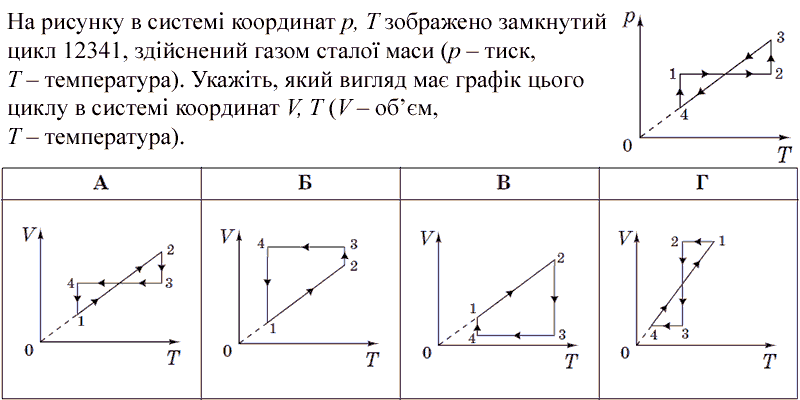 На рисунку в системі координат p, T зображено замкнутий
цикл 12341, здійснений газом сталої маси (p – тиск,
T – температура). Укажіть, який вигляд має графік цього
циклу в системі координат V, T (V – об’єм,
T – температура).
p
3
1
2
4
0
T
А
Б
В
Г
V
2
4
3
1
0
T
V
4
3
2
1
0
T
V
2
1
4
3
0
T
V
2
1
4
3
0
T